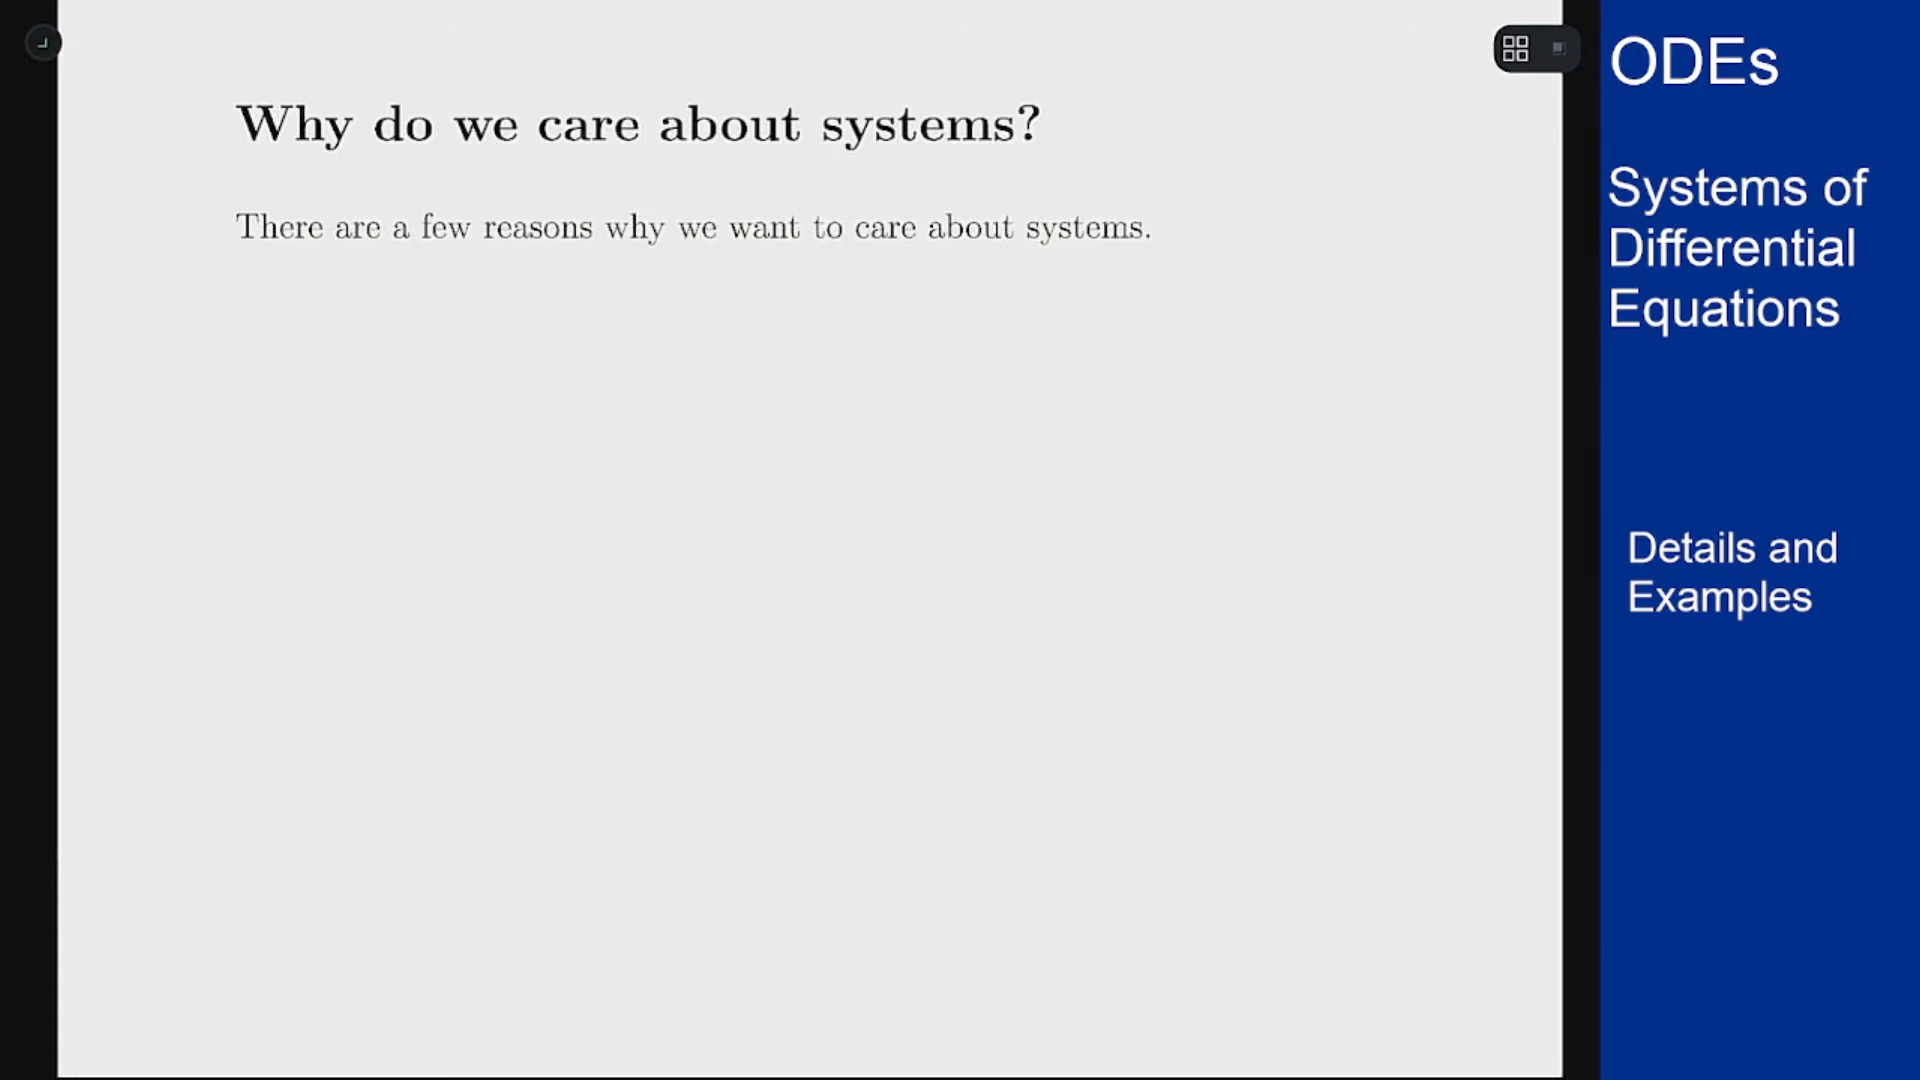 Why do we care about systems?
There are a few reasons why we want to care about systems.
ODEs
Systems of
Differential
Equations
Details and
Examples